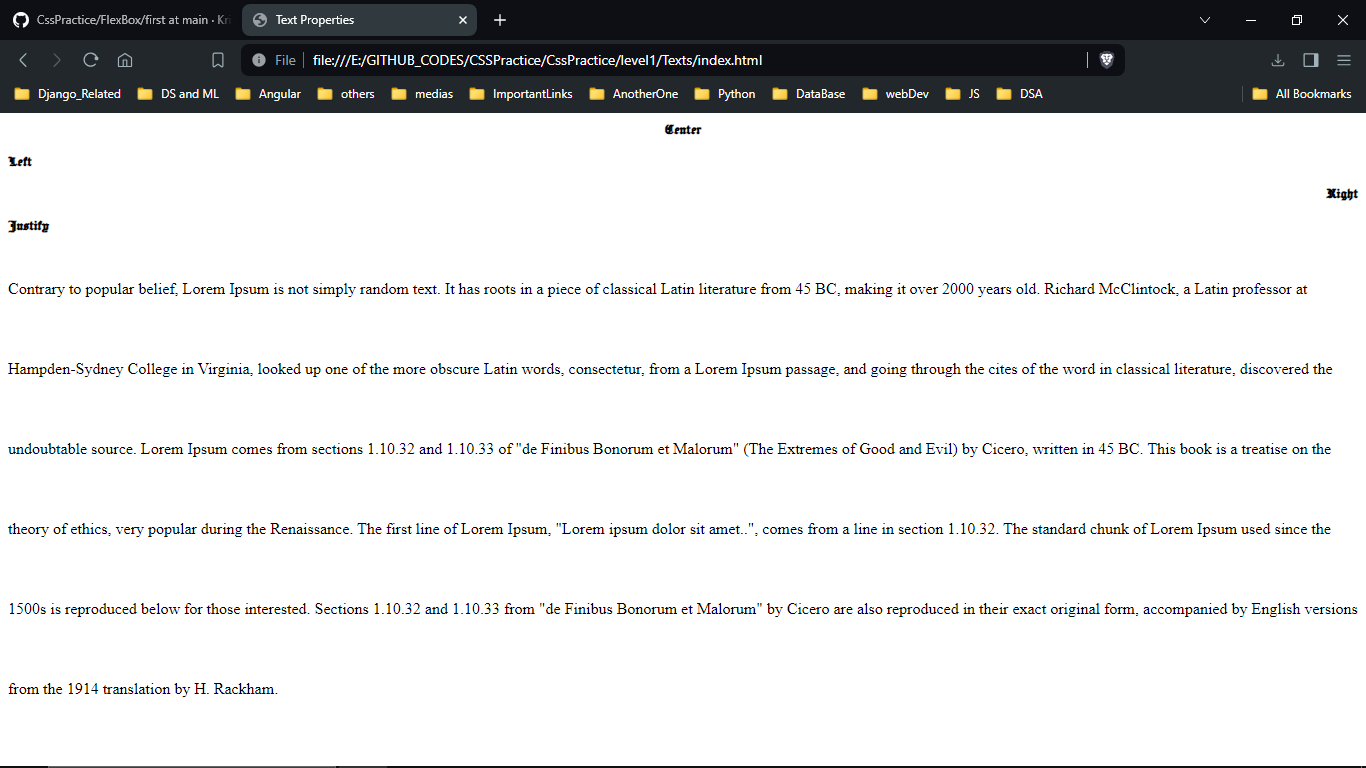 CssPractice/FlexBox/first at main · Kri
Text Properties
File
file:///E:/GITHUB_CODES/CSSPractice/CssPractice/level1/Texts/index.html
Django_Related DS and ML Angular others medias ImportantLinks AnotherOne Python DataBase webDev JS DSA All Bookmarks
Center
Left
Right
Justify
Contrary to popular belief, Lorem Ipsum is not simply random text. It has roots in a piece of classical Latin literature from 45 BC, making it over 2000 years old. Richard McClintock, a Latin professor at
Hampden-Sydney College in Virginia, looked up one of the more obscure Latin words, consectetur, from a Lorem Ipsum passage, and going through the cites of the word in classical literature, discovered the
undoubtable source. Lorem Ipsum comes from sections 1.10.32 and 1.10.33 of "de Finibus Bonorum et Malorum" (The Extremes of Good and Evil) by Cicero, written in 45 BC. This book is a treatise on the
theory of ethics, very popular during the Renaissance. The first line of Lorem Ipsum, "Lorem ipsum dolor sit amet..", comes from a line in section 1.10.32. The standard chunk of Lorem Ipsum used since the
1500s is reproduced below for those interested. Sections 1.10.32 and 1.10.33 from "de Finibus Bonorum et Malorum" by Cicero are also reproduced in their exact original form, accompanied by English versions
from the 1914 translation by H. Rackham.